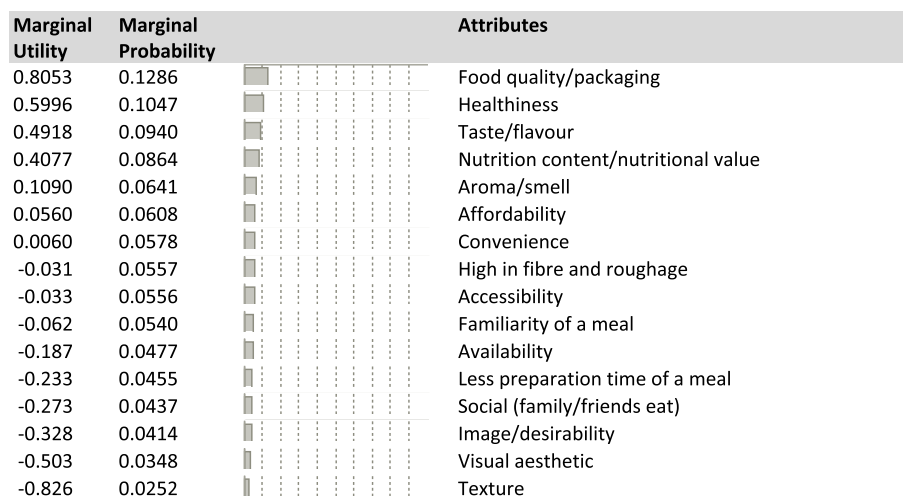 Marginal Utility Marginal Probability Attributes
0.8053 0.1286 Food quality/packaging
0.5996 0.1047 Healthiness
0.4918 0.0940 Taste/flavour
0.4077 0.0864 Nutrition content/nutritional value
0.1090 0.0641 Aroma/smell
0.0560 0.0608 Affordability
0.0060 0.0578 Convenience
-0.031 0.0557 High in fibre and roughage
-0.033 0.0556 Accessibility
-0.062 0.0540 Familiarity of a meal
-0.187 0.0477 Availability
-0.233 0.0455 Less preparation time of a meal
-0.273 0.0437 Social (family/friends eat)
-0.328 0.0414 Image/desirability
-0.503 0.0348 Visual aesthetic
-0.826 0.0252 Texture